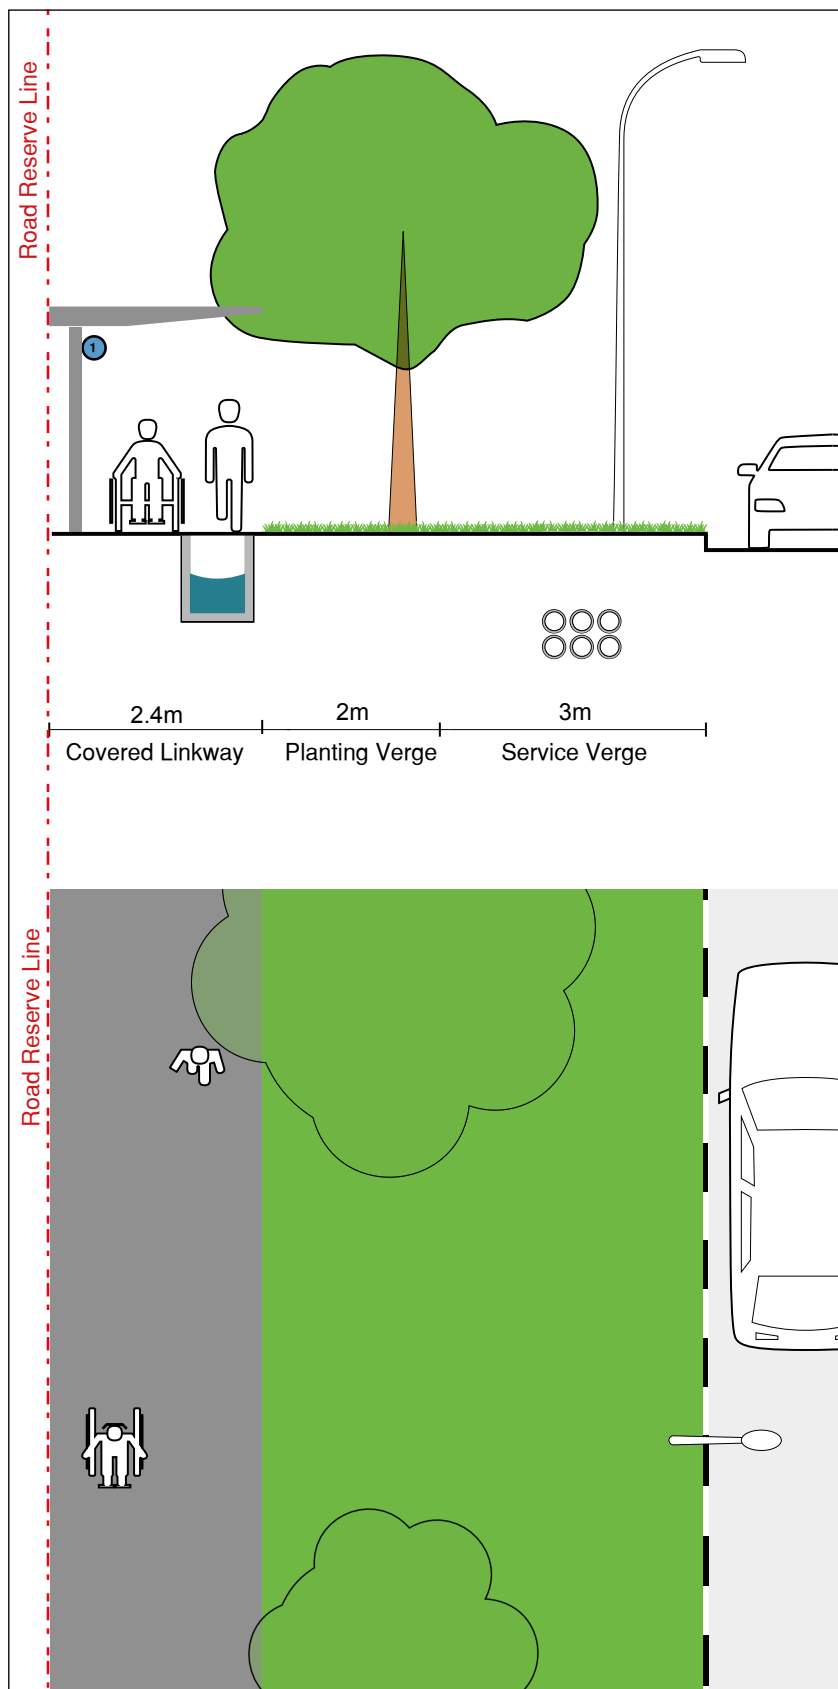 Road Reserve Line
1
2.4m
2m
3m
Covered Linkway
Planting Verge
Service Verge
Road Reserve Line